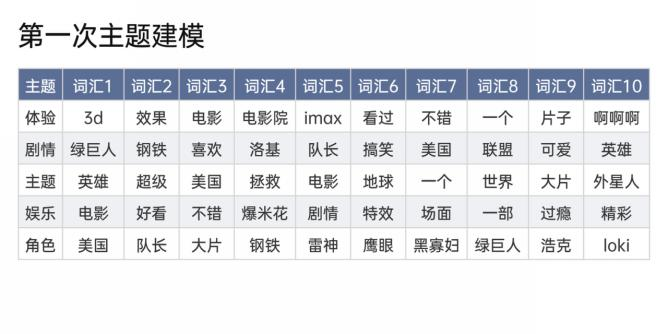 第一次主题建模
主题 词汇1 词汇2 词汇3 词汇4 词汇5 词汇6 词汇7 词汇8 词汇9 词汇10
体验 3d 效果 电影 电影院 imax 看过 不错 一个 片子 啊啊啊
剧情 绿巨人 钢铁 喜欢 洛基 队长 搞笑 美国 联盟 可爱 英雄
主题 英雄 超级 美国 拯救 电影 地球 一个 世界 大片 外星人
娱乐 电影 好看 不错 爆米花 剧情 特效 场面 一部 过瘾 精彩
角色 美国 队长 大片 钢铁 雷神 鹰眼 黑寡妇 绿巨人 浩克 loki